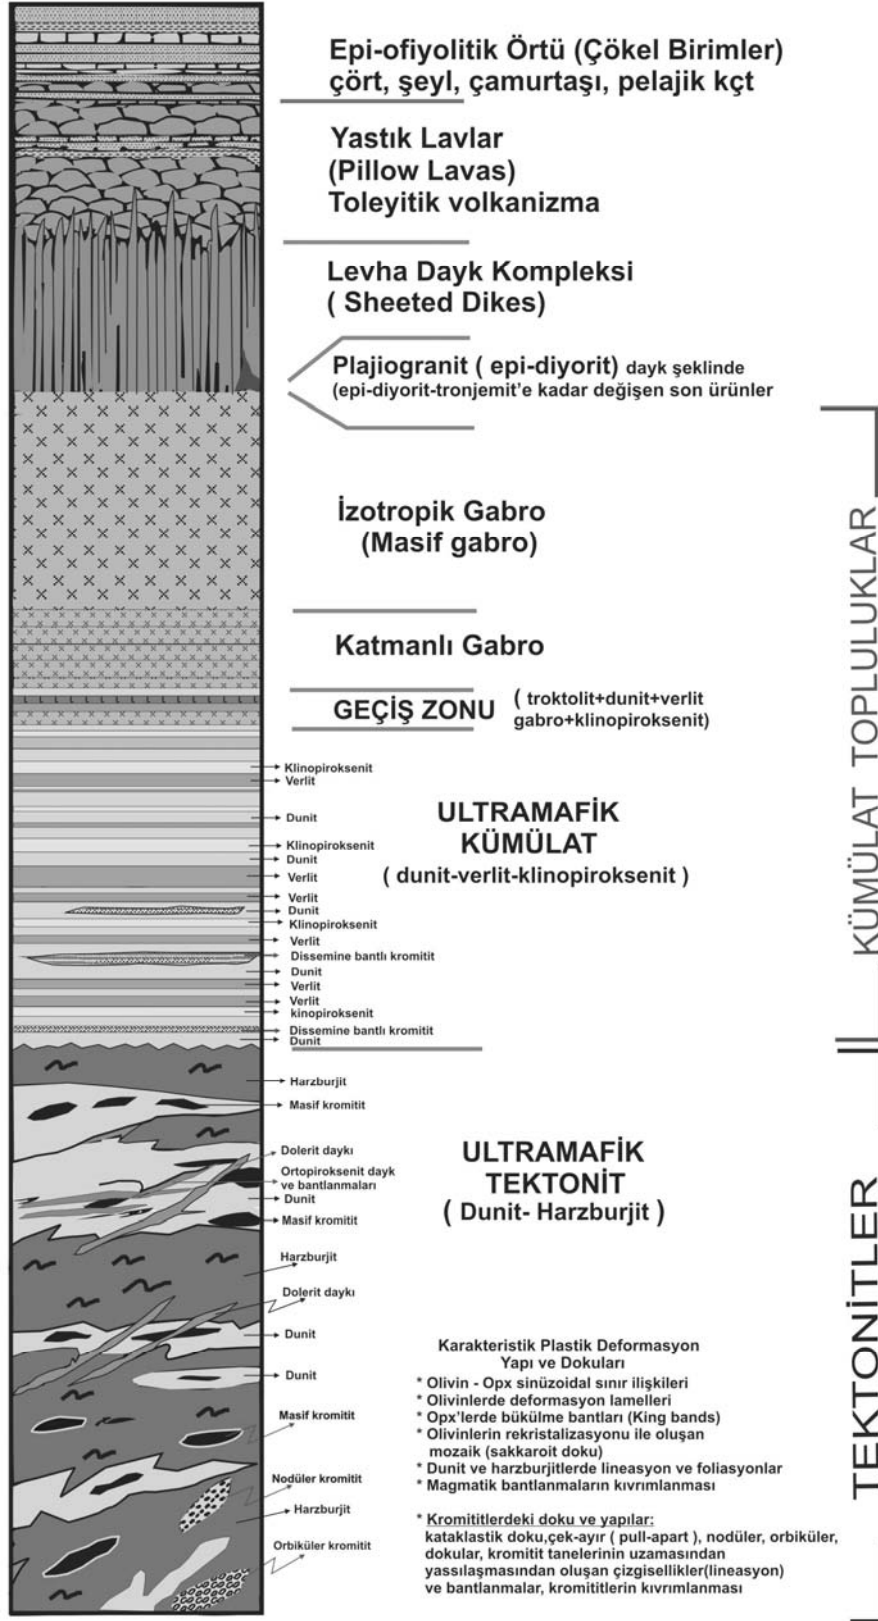 Epi-ofiyolitik Örtü (Çökel Birimler)
çört, şeyl, çamurtaşı, pelajik kçt
Yastık Lavlar
(Pillow Lavas)
Toleyitik volkanizma
Levha Dayk Kompleksi
( Sheeted Dikes)
Plajiogranit ( epi-diyorit) dayk şeklinde
(epi-diyorit-tronjemit'e kadar değişen son ürünler
İzotropik Gabro
(Masif gabro)
Katmanlı Gabro
GEÇİŞ ZONU
( troktolit+dunit+verlit
gabro+klinopiroksenit)
KÜMÜLAT TOPLULUKLAR
Klinopiroksenit
Verlit
Dunit
Klinopiroksenit
Dunit
Verlit
Verlit
Dunit
Klinopiroksenit
Verlit
Dissemine bantlı kromitit
Dunit
Verlit
Verlit
kinopiroksenit
Dissemine bantlı kromitit
Dunit
ULTRAMAFİK
KÜMÜLAT
( dunit-verlit-klinopiroksenit )
Harzburjit
Masif kromitit
Dolerit daykı
Ortopiroksenit dayk
ve bantlanmaları
Dunit
Masif kromitit
Harzburjit
Dolerit daykı
Dunit
Dunit
Masif kromitit
Nodüler kromitit
Harzburjit
Orbiküler kromitit
ULTRAMAFİK
TEKTONİT
( Dunit- Harzburjit )
TEKTONİTLER
Karakteristik Plastik Deformasyon
Yapı ve Dokuları
* Olivin - Opx sinüzoidal sınır ilişkileri
* Olivinlerde deformasyon lamelleri
* Opx'lerde bükülme bantları (King bands)
* Olivinlerin rekristalizasyonu ile oluşan
mozaik (sakkaroit doku)
* Dunit ve harzburjitlerde lineasyon ve foliasyonlar
* Magmatik bantlanmaların kıvrımlanması
* Kromititlerdeki doku ve yapılar:
kataklastik doku,çek-ayır ( pull-apart ), nodüler, orbiküler,
dokular, kromitit tanelerinin uzamasından
yassılaşmasından oluşan çizgisellikler(lineasyon)
ve bantlanmalar, kromititlerin kıvrımlanması